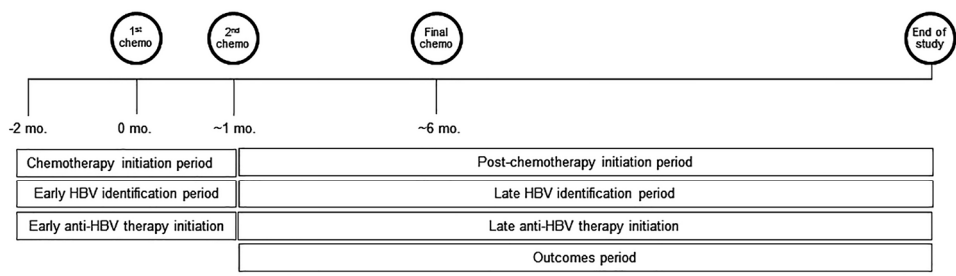 1st
chemo
2nd
chemo
Final
chemo
End of
study
-2 mo.
0 mo.
~1 mo.
~6 mo.
Chemotherapy initiation period
Post-chemotherapy initiation period
Early HBV identification period
Late HBV identification period
Early anti-HBV therapy initiation
Late anti-HBV therapy initiation
Outcomes period